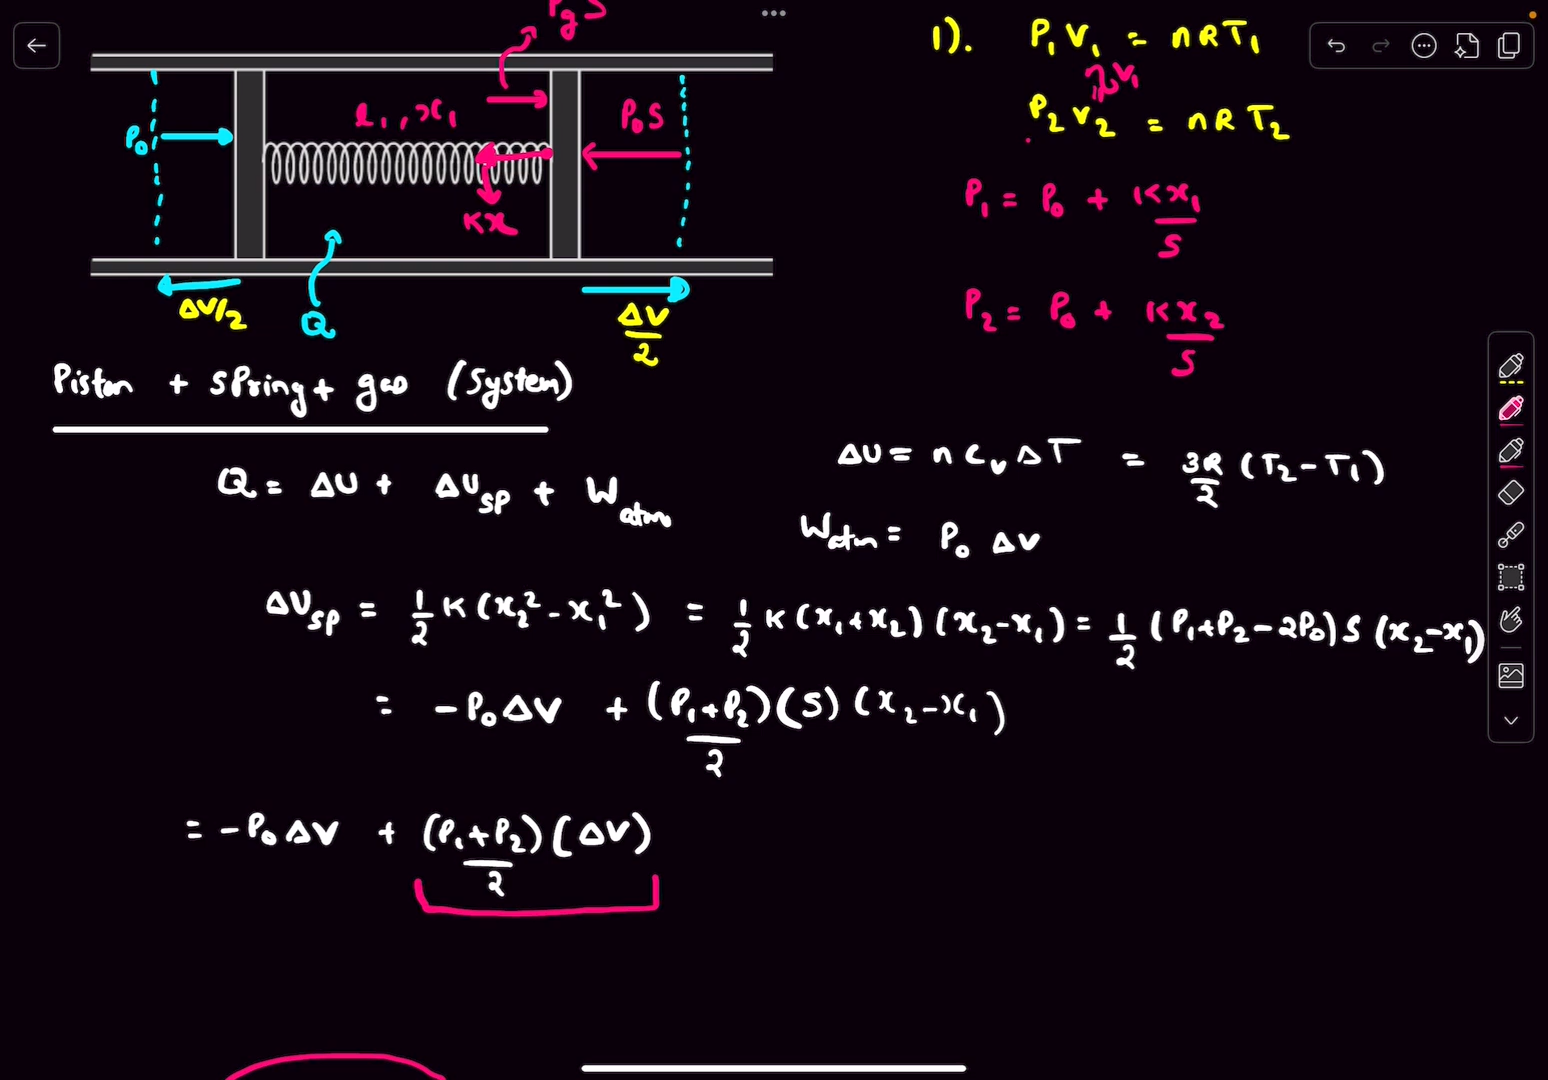 PgS
P₀
l₁, x₁
P₀S
Kx
ΔV/2
Q
ΔV/2
1). P₁V₁ = nRT₁
λV₁
P₂V₂ = nRT₂
P₁ = P₀ + Kx₁/S
P₂ = P₀ + Kx₂/S
Piston + spring + gas (System)
Q = ΔU + ΔU_sp + W_atm
ΔU = nC_vΔT = 3R/2 (T₂ - T₁)
W_atm = P₀ ΔV
ΔU_sp = 1/2 K (x₂² - x₁²) = 1/2 K (x₁ + x₂) (x₂ - x₁) = 1/2 (P₁ + P₂ - 2P₀) S (x₂ - x₁)
= -P₀ΔV + (P₁ + P₂)/2 (S) (x₂ - x₁)
= -P₀ΔV + (P₁ + P₂)/2 (ΔV)